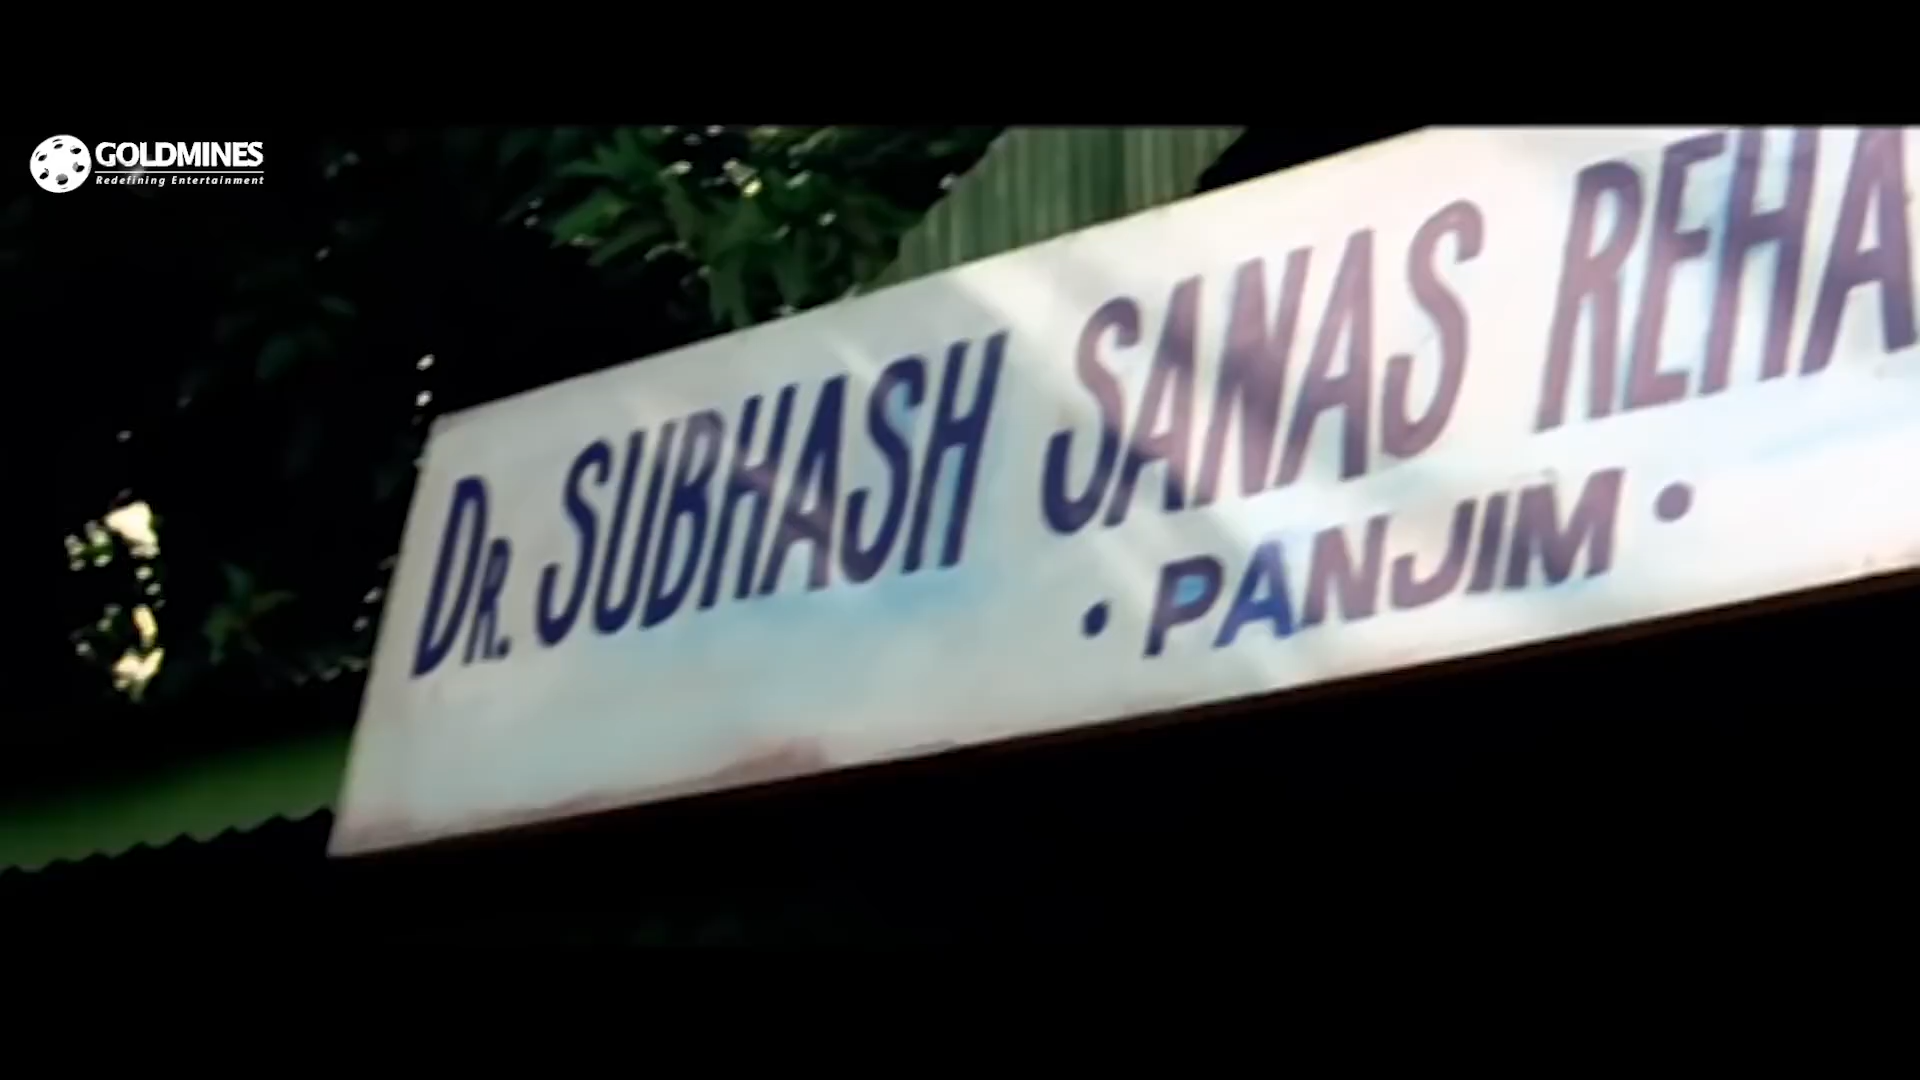 GOLDMINES
Redefining Entertainment
DR. SUBHASH SANAS REHA
• PANJIM •